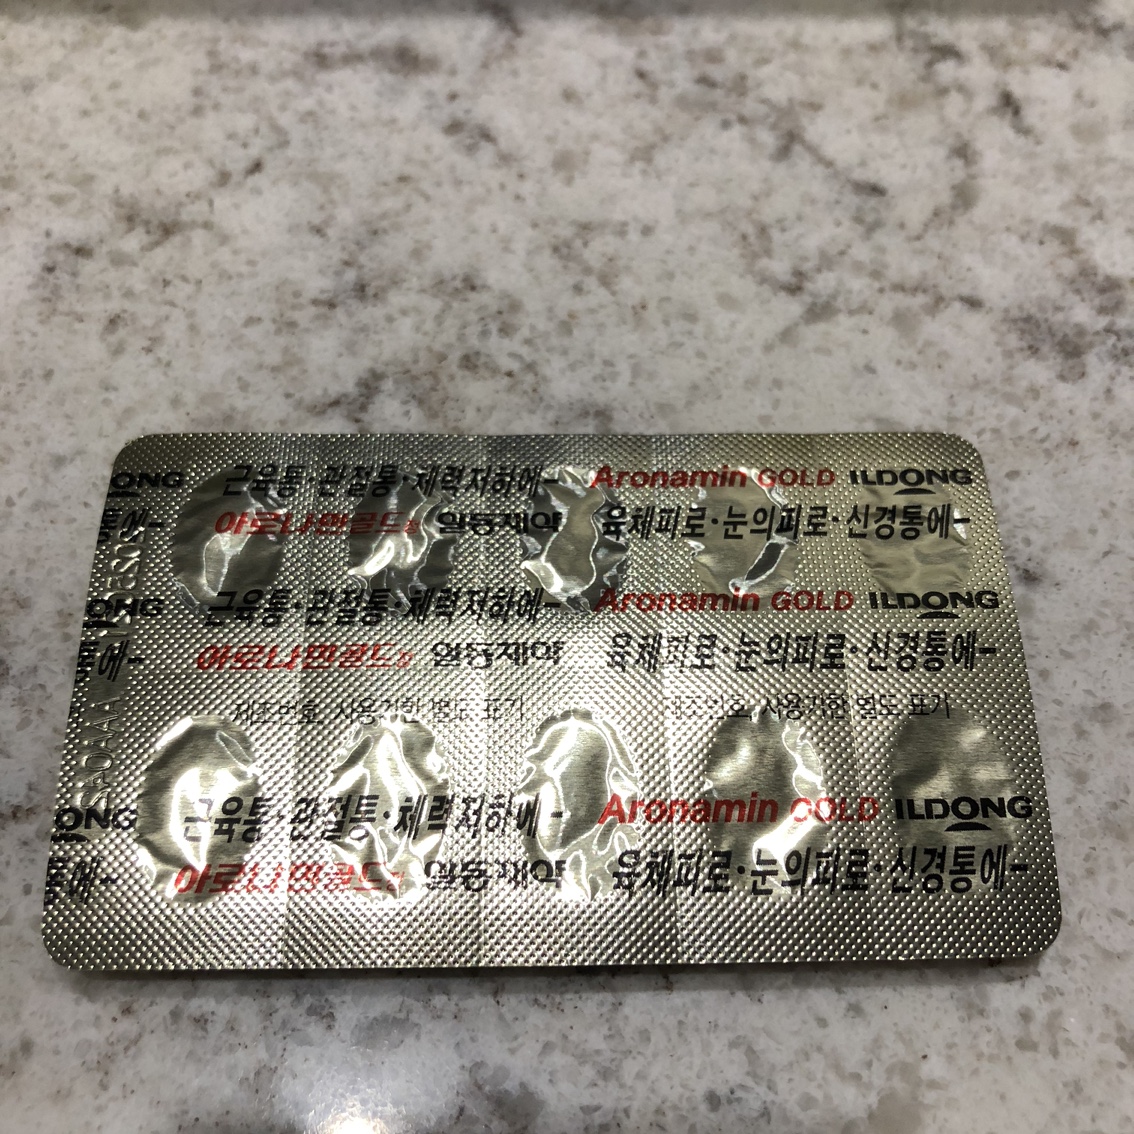 ILDONG 근육통·관절통·체력저하에- Aronamin GOLD ILDONG
에- 아로나민골드정 일동제약 육체피로·눈의피로·신경통에-
ILDONG 근육통·관절통·체력저하에- Aronamin GOLD ILDONG
에- 아로나민골드정 일동제약 육체피로·눈의피로·신경통에-
제조번호, 사용기한 별도 표기 제조번호, 사용기한 별도 표기
DONG 근육통·관절통·체력저하에- Aronamin GOLD ILDONG
에- 아로나민골드정 일동제약 육체피로·눈의피로·신경통에-